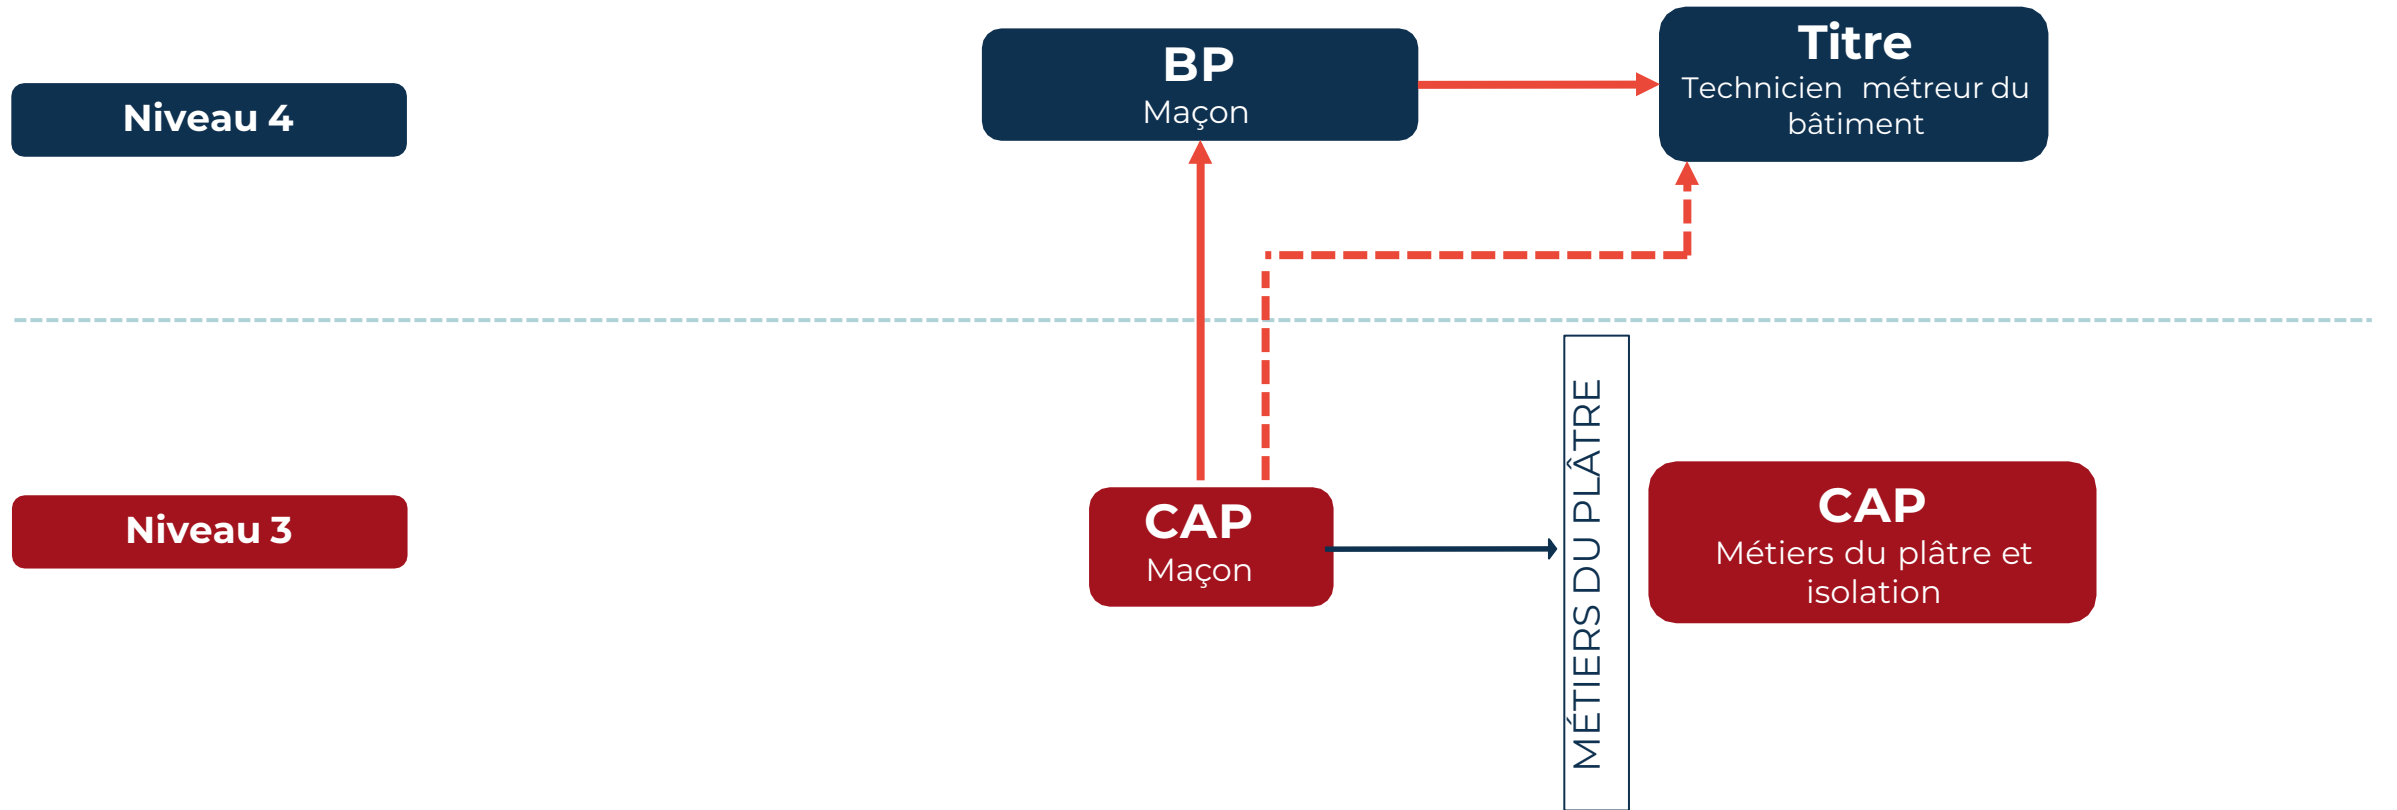 BP
Maçon
Titre
Technicien métreur du
bâtiment
Niveau 4
MÉTIERS DU PLÂTRE
Niveau 3
CAP
Maçon
CAP
Métiers du plâtre et
isolation